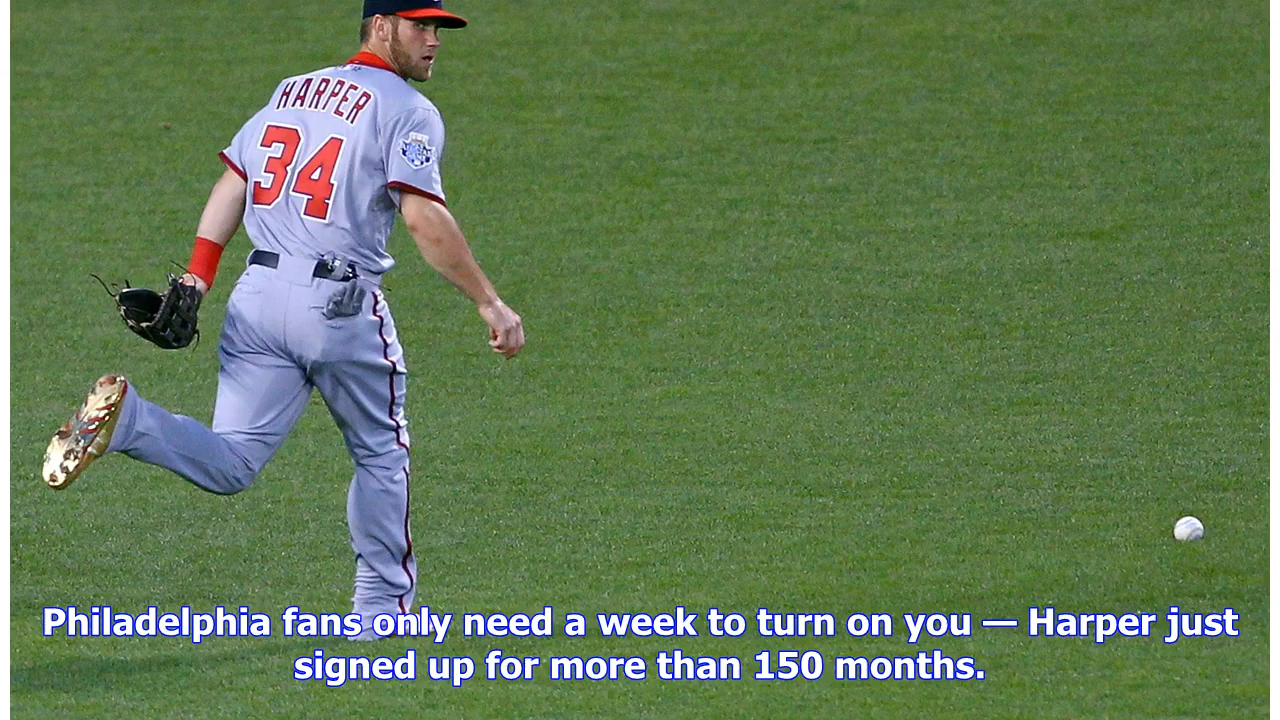 HARPER
34
Philadelphia fans only need a week to turn on you — Harper just
signed up for more than 150 months.